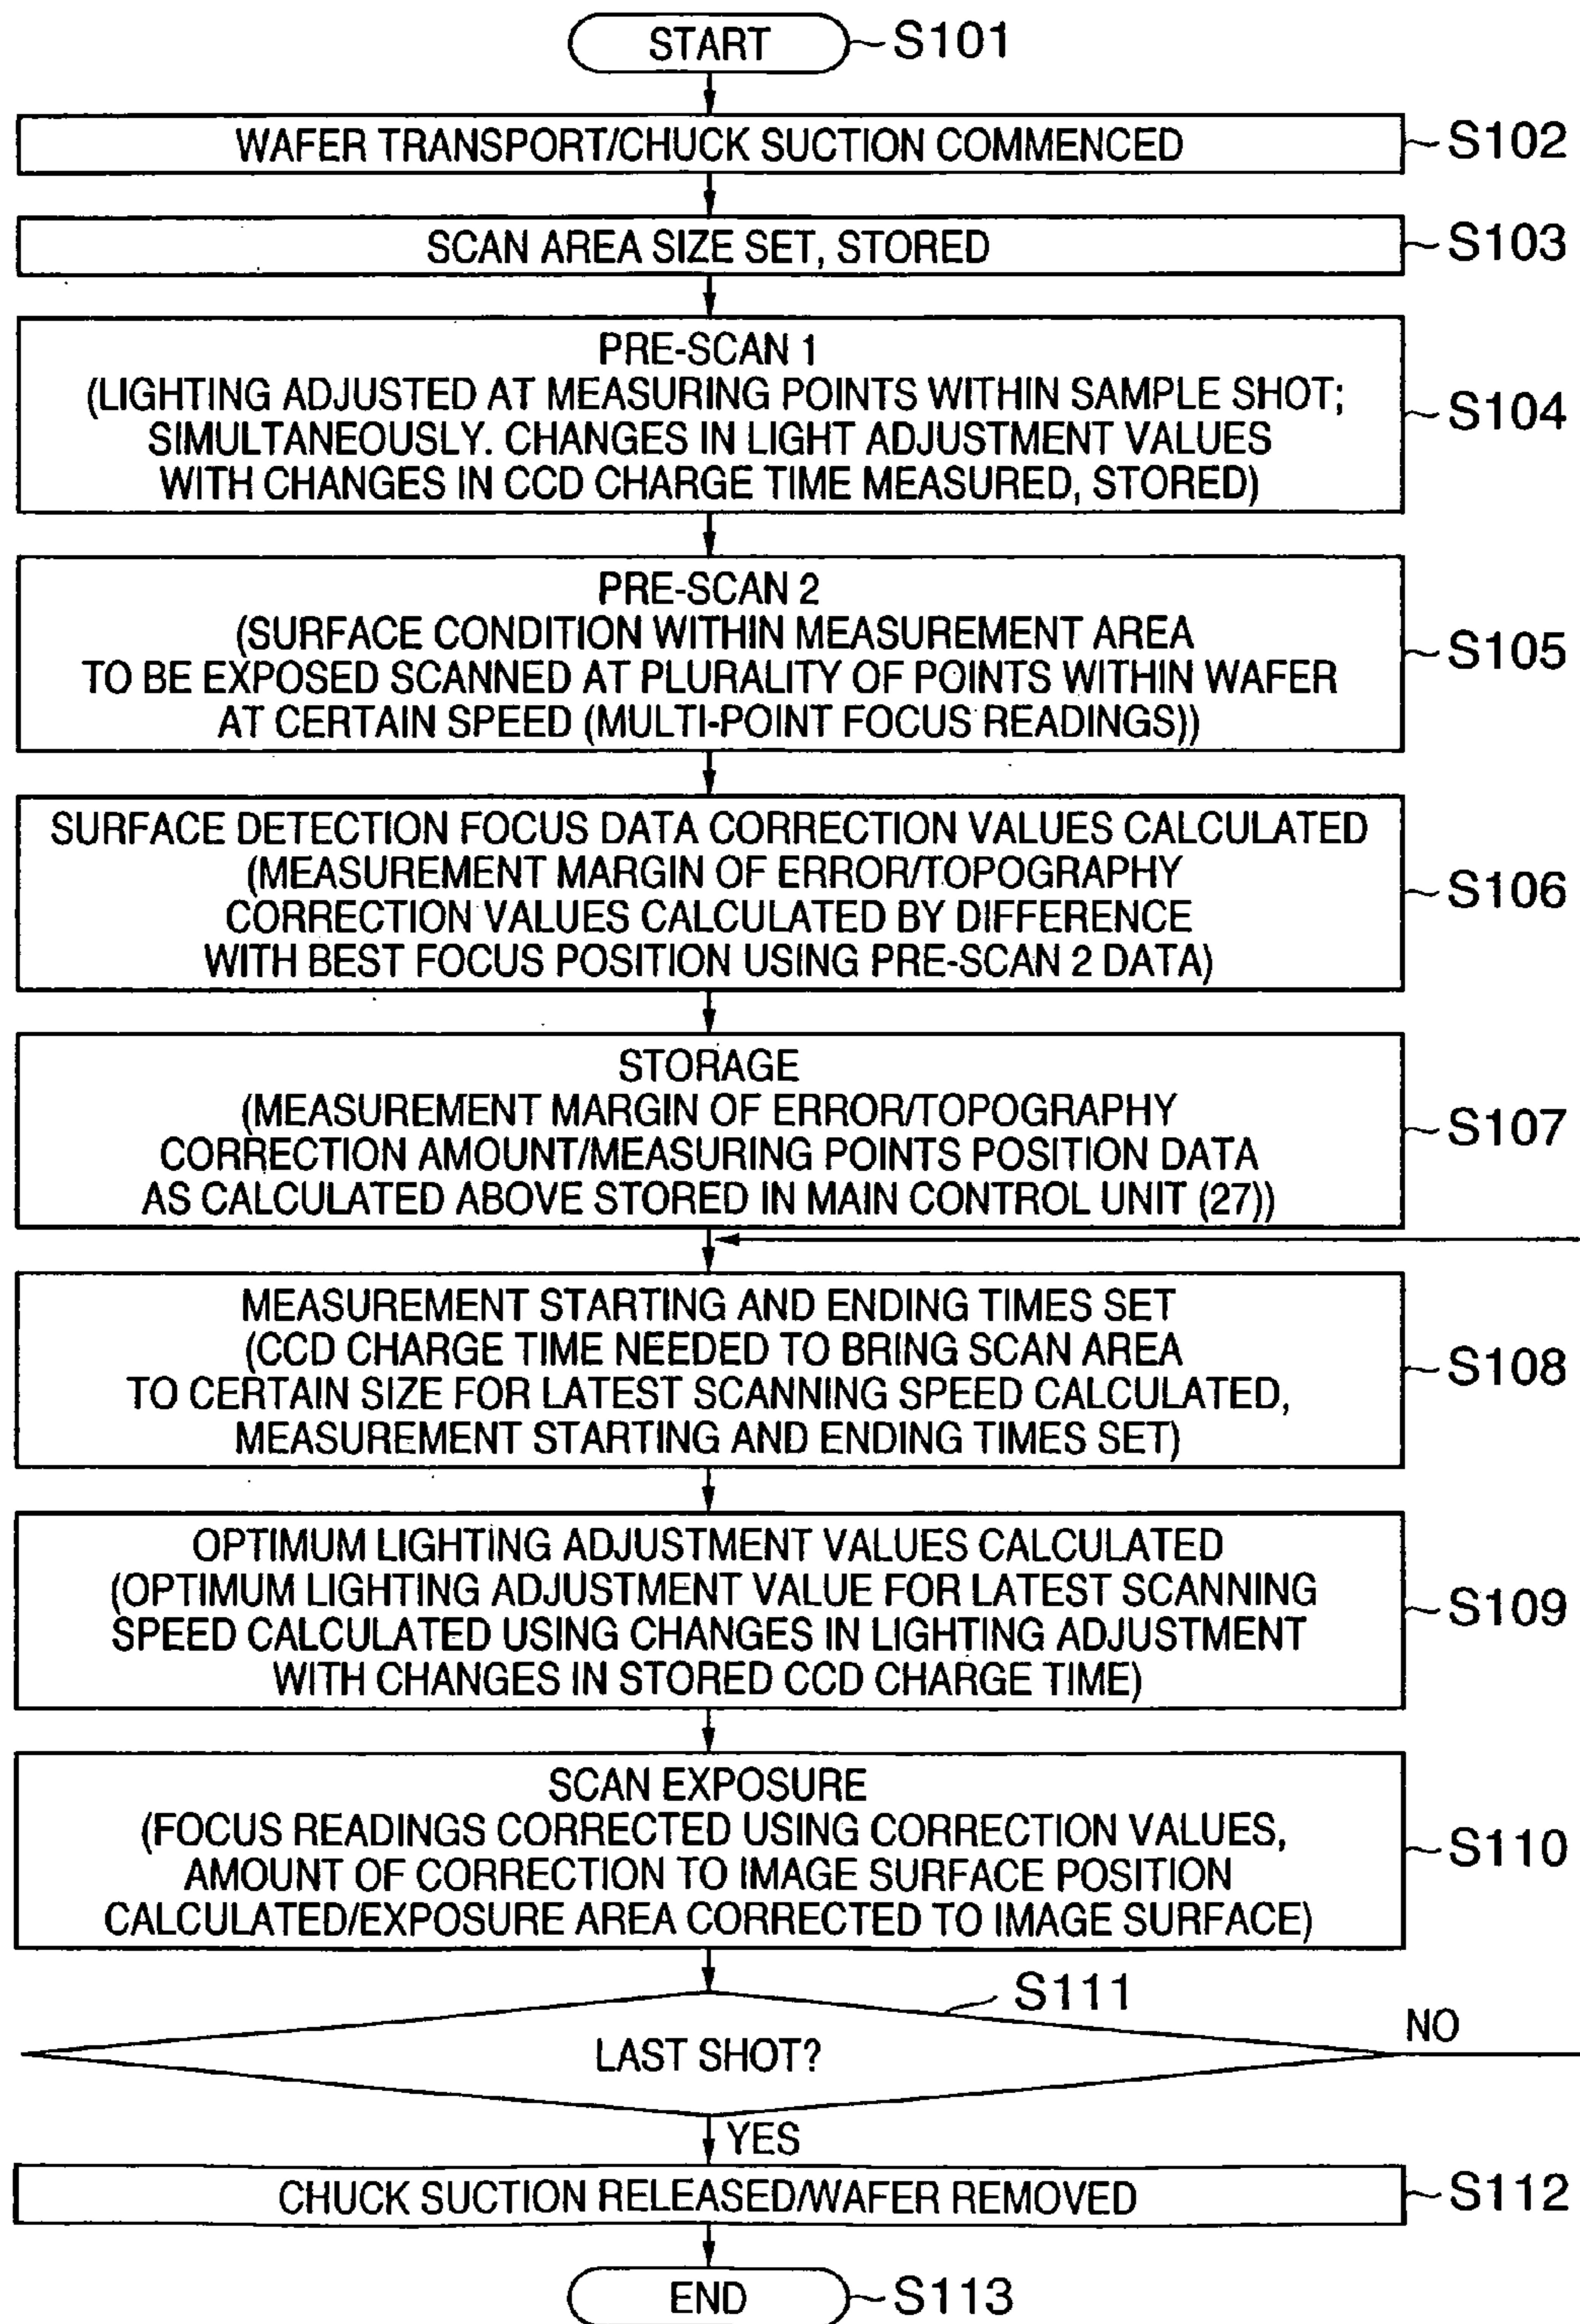 START
S101
WAFER TRANSPORT/CHUCK SUCTION COMMENCED
S102
SCAN AREA SIZE SET, STORED
S103
PRE-SCAN 1
(LIGHTING ADJUSTED AT MEASURING POINTS WITHIN SAMPLE SHOT;
SIMULTANEOUSLY. CHANGES IN LIGHT ADJUSTMENT VALUES
WITH CHANGES IN CCD CHARGE TIME MEASURED, STORED)
S104
PRE-SCAN 2
(SURFACE CONDITION WITHIN MEASUREMENT AREA
TO BE EXPOSED SCANNED AT PLURALITY OF POINTS WITHIN WAFER
AT CERTAIN SPEED (MULTI-POINT FOCUS READINGS))
S105
SURFACE DETECTION FOCUS DATA CORRECTION VALUES CALCULATED
(MEASUREMENT MARGIN OF ERROR/TOPOGRAPHY
CORRECTION VALUES CALCULATED BY DIFFERENCE
WITH BEST FOCUS POSITION USING PRE-SCAN 2 DATA)
S106
STORAGE
(MEASUREMENT MARGIN OF ERROR/TOPOGRAPHY
CORRECTION AMOUNT/MEASURING POINTS POSITION DATA
AS CALCULATED ABOVE STORED IN MAIN CONTROL UNIT (27))
S107
MEASUREMENT STARTING AND ENDING TIMES SET
(CCD CHARGE TIME NEEDED TO BRING SCAN AREA
TO CERTAIN SIZE FOR LATEST SCANNING SPEED CALCULATED,
MEASUREMENT STARTING AND ENDING TIMES SET)
S108
OPTIMUM LIGHTING ADJUSTMENT VALUES CALCULATED
(OPTIMUM LIGHTING ADJUSTMENT VALUE FOR LATEST SCANNING
SPEED CALCULATED USING CHANGES IN LIGHTING ADJUSTMENT
WITH CHANGES IN STORED CCD CHARGE TIME)
S109
SCAN EXPOSURE
(FOCUS READINGS CORRECTED USING CORRECTION VALUES,
AMOUNT OF CORRECTION TO IMAGE SURFACE POSITION
CALCULATED/EXPOSURE AREA CORRECTED TO IMAGE SURFACE)
S110
S111
LAST SHOT?
NO
YES
CHUCK SUCTION RELEASED/WAFER REMOVED
S112
END
S113